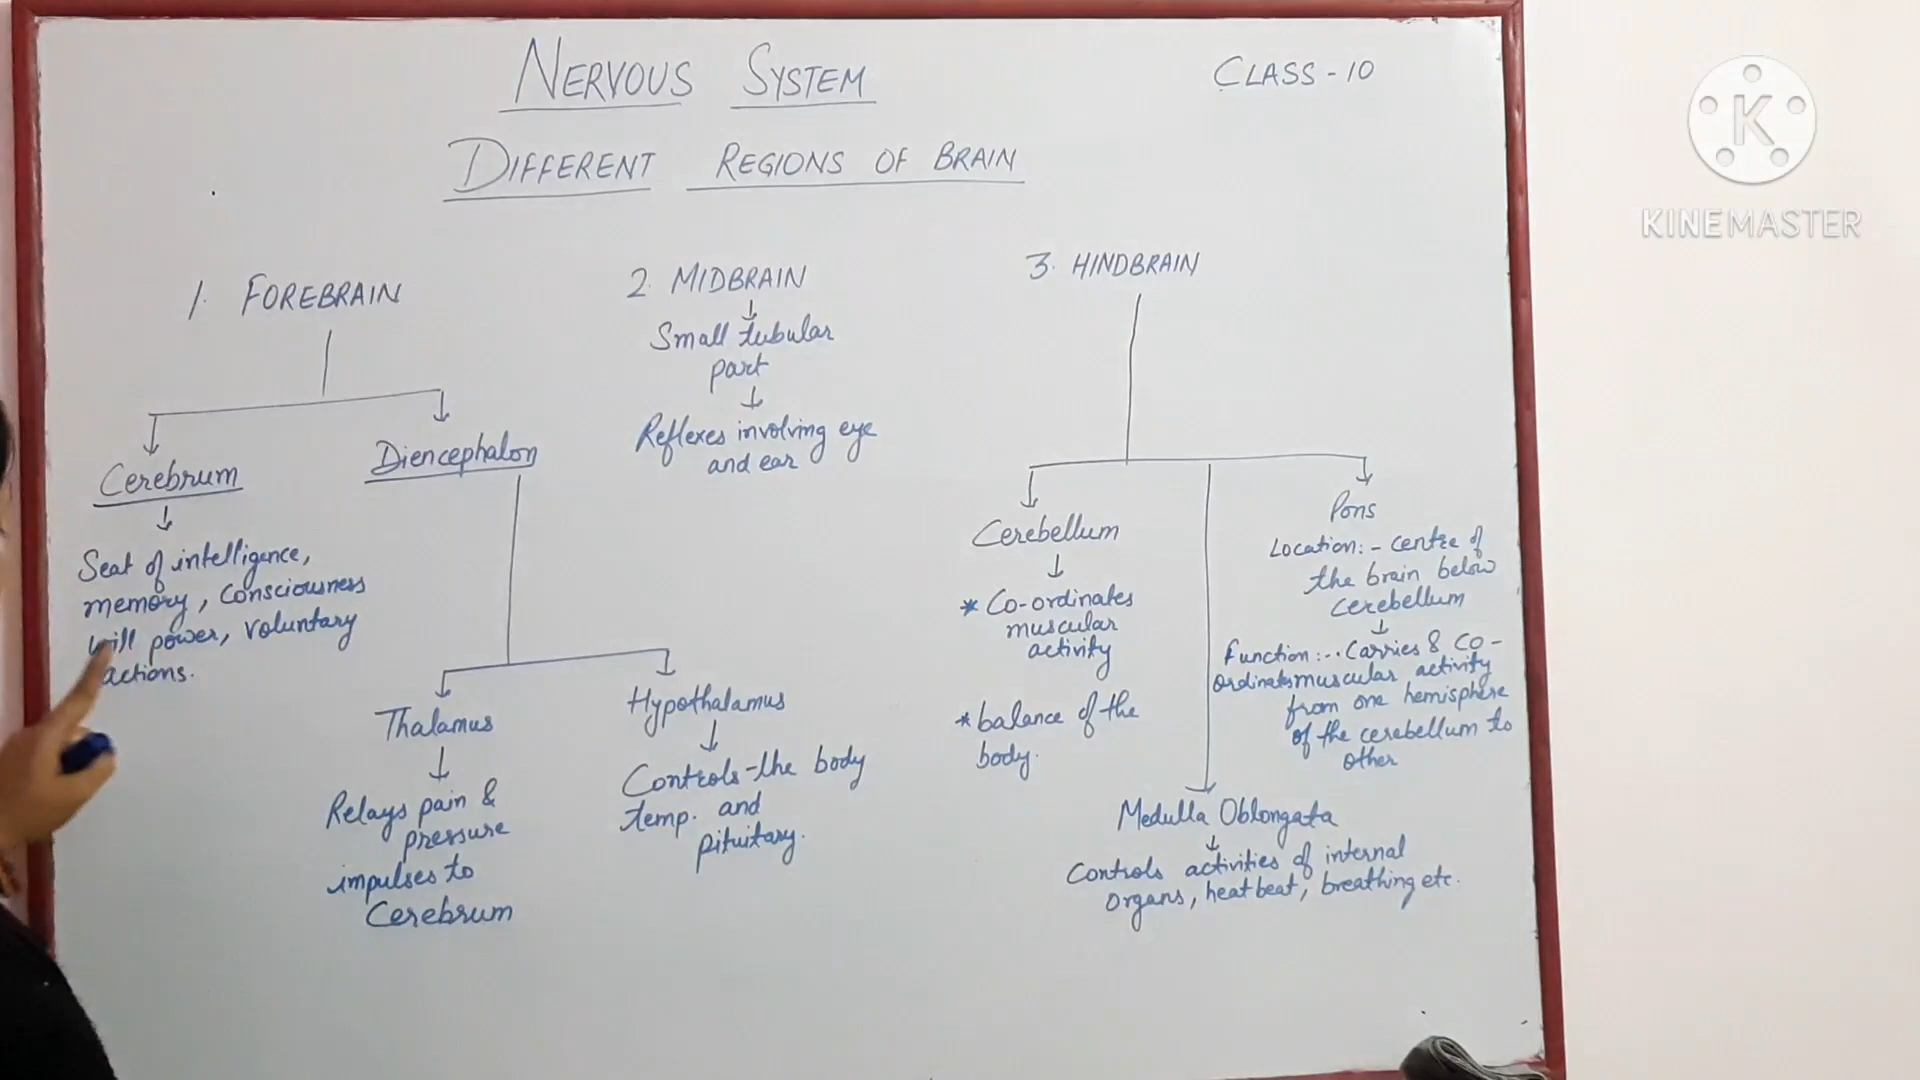 NERVOUS SYSTEM
CLASS - 10
DIFFERENT REGIONS OF BRAIN
1. FOREBRAIN
Cerebrum
Seat of intelligence,
memory, Consciousness
will power, voluntary
actions.
Diencephalon
Thalamus
Relays pain &
pressure
impulses to
Cerebrum
Hypothalamus
Controls the body
temp. and
pituitary.
2. MIDBRAIN
Small tubular
part
Reflexes involving eye
and ear
3. HINDBRAIN
Cerebellum
* Co-ordinates
muscular
activity
* balance of the
body.
Pons
Location:- centre of
the brain below
cerebellum
Function:.. Carries & Co-
ordinates muscular activity
from one hemisphere
of the cerebellum to
other
Medulla Oblongata
Controls activities of internal
organs, heat beat, breathing etc.
K
KINEMASTER